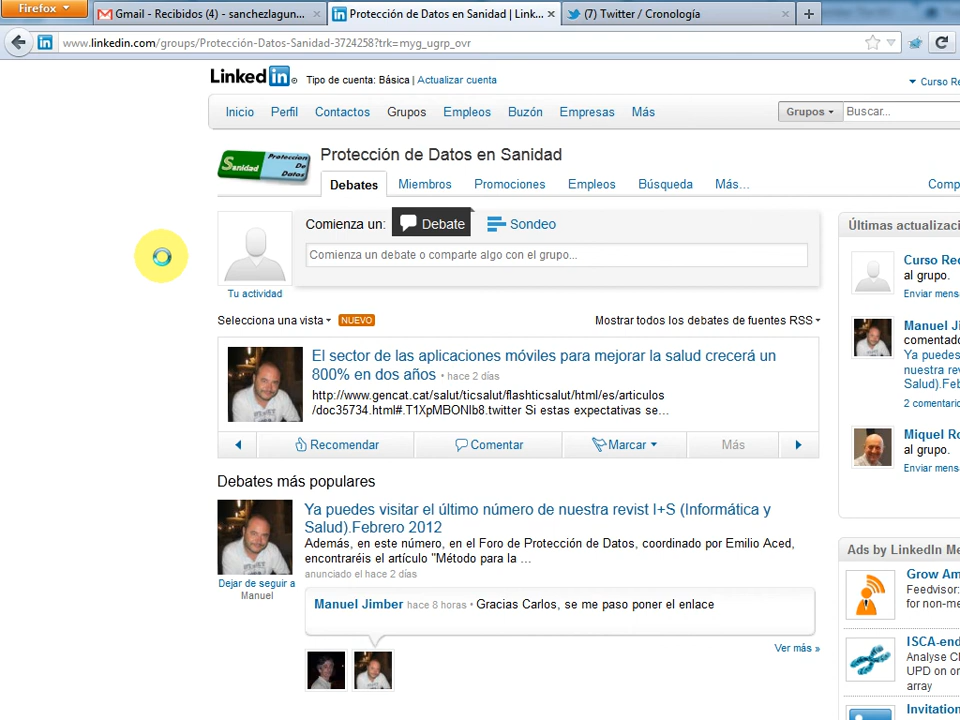 Firefox
Gmail - Recibidos (4) - sanchezlagun...
Protección de Datos en Sanidad | Link...
(7) Twitter / Cronología
www.linkedin.com/groups/Protección-Datos-Sanidad-3724258?trk=myg_ugrp_ovr
Linked in
Tipo de cuenta: Básica | Actualizar cuenta
Curso Re
Inicio Perfil Contactos Grupos Empleos Buzón Empresas Más
Grupos Buscar...
Sanidad Proteccion De Datos
Protección de Datos en Sanidad
Debates Miembros Promociones Empleos Búsqueda Más... Comp
Comienza un: Debate Sondeo
Comienza un debate o comparte algo con el grupo...
Tu actividad
Selecciona una vista NUEVO
Mostrar todos los debates de fuentes RSS
El sector de las aplicaciones móviles para mejorar la salud crecerá un
800% en dos años • hace 2 días
http://www.gencat.cat/salut/ticsalut/flashticsalut/html/es/articulos
/doc35734.html#.T1XpMBONIb8.twitter Si estas expectativas se...
Recomendar Comentar Marcar Más
Debates más populares
Ya puedes visitar el último número de nuestra revist I+S (Informática y
Salud).Febrero 2012
Además, en este número, en el Foro de Protección de Datos, coordinado por Emilio Aced,
encontraréis el artículo "Método para la ...
anunciado el hace 2 días
Dejar de seguir a
Manuel
Manuel Jimber hace 8 horas • Gracias Carlos, se me paso poner el enlace
Ver más »
Últimas actualizaci
Curso Re
al grupo.
Enviar mens
Manuel Ji
comentado
Ya puedes
nuestra rev
Salud).Feb
2 comentario
Miquel Ro
al grupo.
Enviar mens
Ads by LinkedIn Me
Grow Am
Feedvisor:
for non-me
ISCA-end
Analyse Cl
UPD on or
array
Invitation